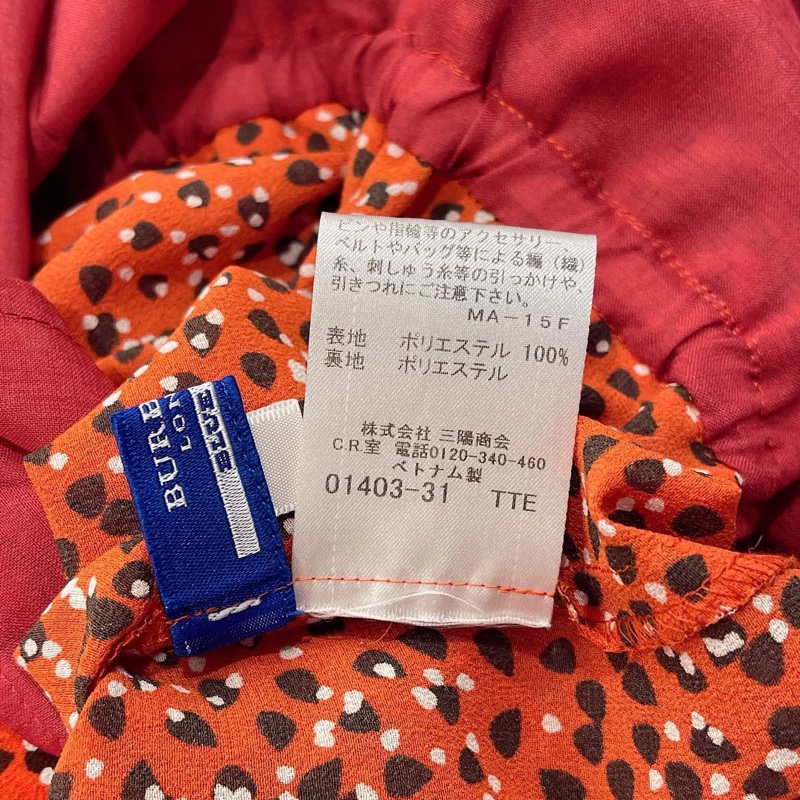 ピンや指輪等のアクセサリー、
ベルトやバッグ等による編（織）
糸、刺しゅう糸等の引っかけや、
引きつれにご注意下さい。
MA-15F
表地 ポリエステル 100%
裏地 ポリエステル
株式会社 三陽商会
C.R.室 電話0120-340-460
ベトナム製
01403-31 TTE
BURB
LON
BLUE